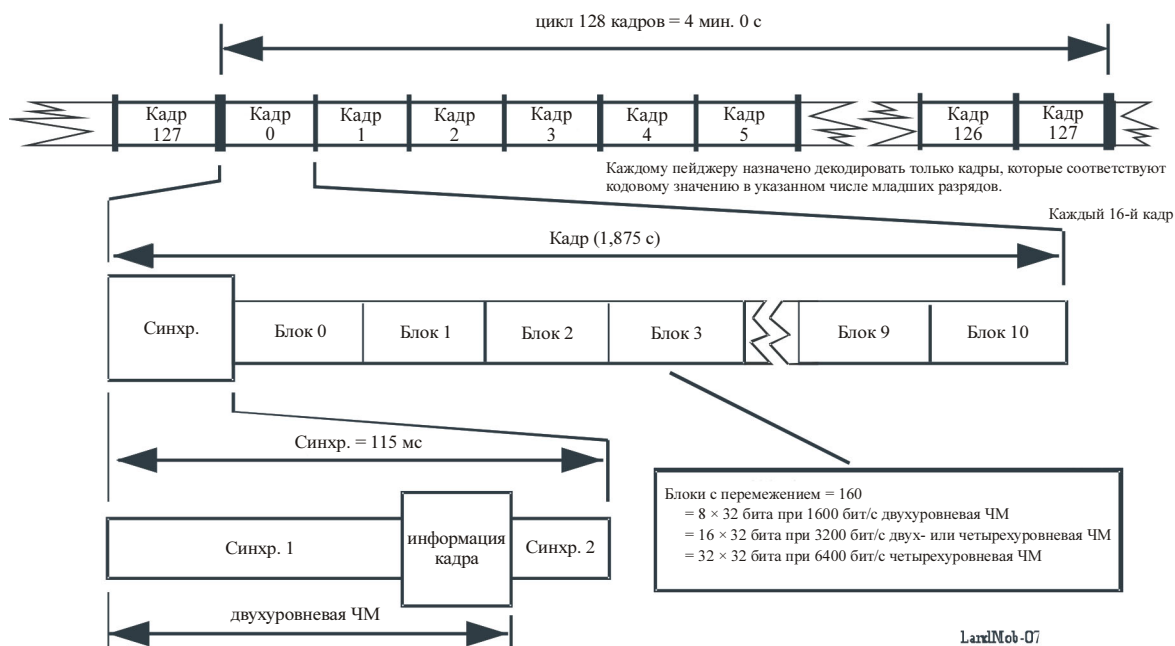 цикл 128 кадров = 4 мин. 0 с
Кадр 127
Кадр 0
Кадр 1
Кадр 2
Кадр 3
Кадр 4
Кадр 5
Кадр 126
Кадр 127
Каждому пейджеру назначено декодировать только кадры, которые соответствуют
кодовому значению в указанном числе младших разрядов.
Каждый 16-й кадр
Кадр (1,875 с)
Синхр.
Блок 0
Блок 1
Блок 2
Блок 3
Блок 9
Блок 10
Синхр. = 115 мс
Синхр. 1
информация
кадра
Синхр. 2
двухуровневая ЧМ
Блоки с перемежением = 160
= 8 × 32 бита при 1600 бит/с двухуровневая ЧМ
= 16 × 32 бита при 3200 бит/с двух- или четырехуровневая ЧМ
= 32 × 32 бита при 6400 бит/с четырехуровневая ЧМ
LandMob-07